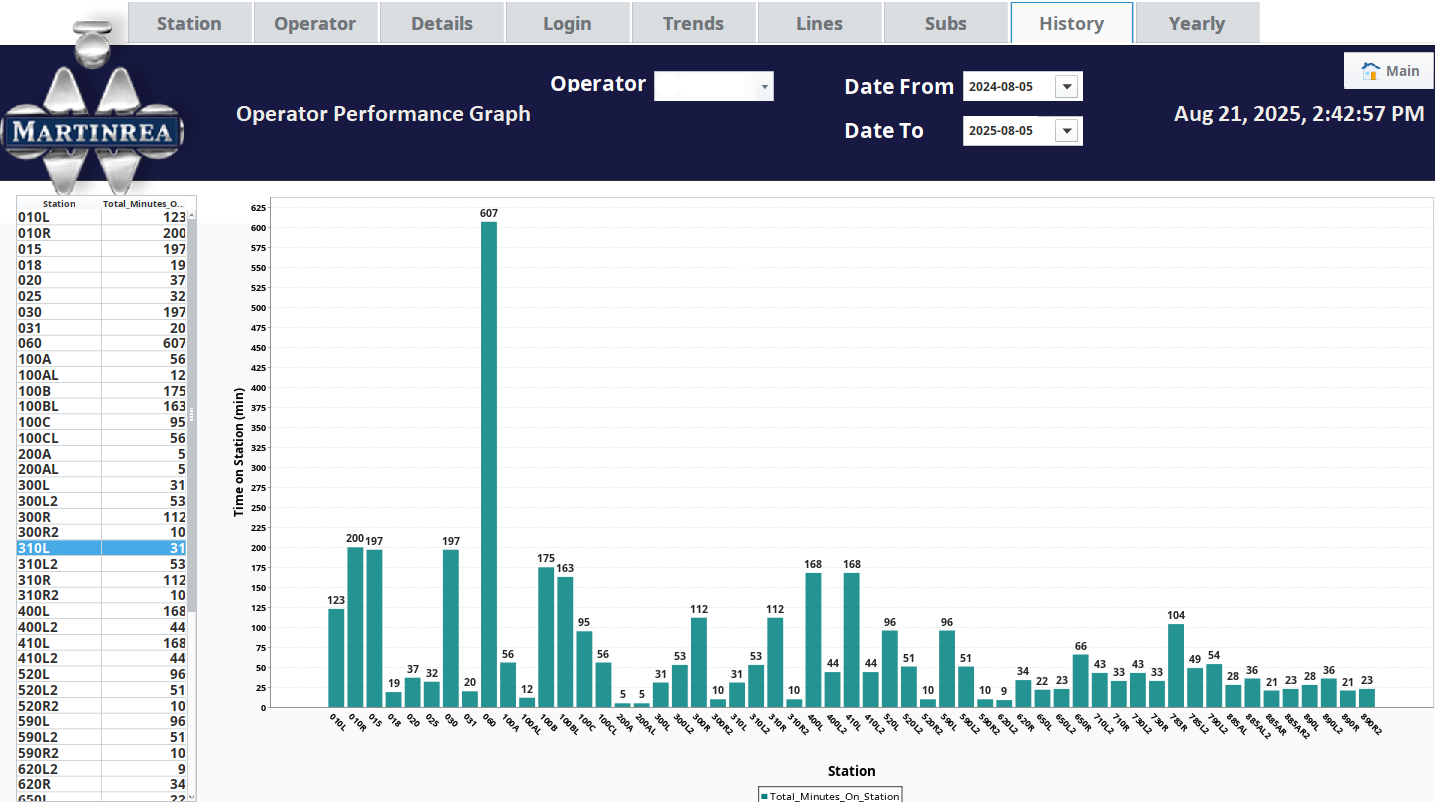 Station Operator Details Login Trends Lines Subs History Yearly
Main
Operator
Date From 2024-08-05
Operator Performance Graph
Date To 2025-08-05
Aug 21, 2025, 2:42:57 PM
MARTINREA
Station Total_Minutes_O...
010L 123
010R 200
015 197
018 19
020 37
025 32
030 197
031 20
060 607
100A 56
100AL 12
100B 175
100BL 163
100C 95
100CL 56
200A 5
200AL 5
300L 31
300L2 53
300R 112
300R2 10
310L 31
310L2 53
310R 112
310R2 10
400L 168
400L2 44
410L 168
410L2 44
520L 96
520L2 51
520R2 10
590L 96
590L2 51
590R2 10
620L2 9
620R 34
650L 22
Time on Station (min)
625
600
575
550
525
500
475
450
425
400
375
350
325
300
275
250
225
200
175
150
125
100
75
50
25
0
123 200 197 19 37 32 197 20 607 56 12 175 163 95 56 5 5 31 53 112 10 31 53 112 10 168 44 168 44 96 51 10 96 51 10 9 34 22 23 66 43 33 43 33 104 49 54 28 36 21 23 28 36 21 23
010L 010R 015 018 020 025 030 031 060 100A 100AL 100B 100BL 100C 100CL 200A 200AL 300L 300L2 300R 300R2 310L 310L2 310R 310R2 400L 400L2 410L 410L2 520L 520L2 520R2 590L 590L2 590R2 620L2 620R 650L 650L2 650R 710L2 710R 730L2 730R 783R 785L2 790L2 885AL 885AL2 885AR 885AR2 890L 890L2 890R 890R2
Station
Total_Minutes_On_Station